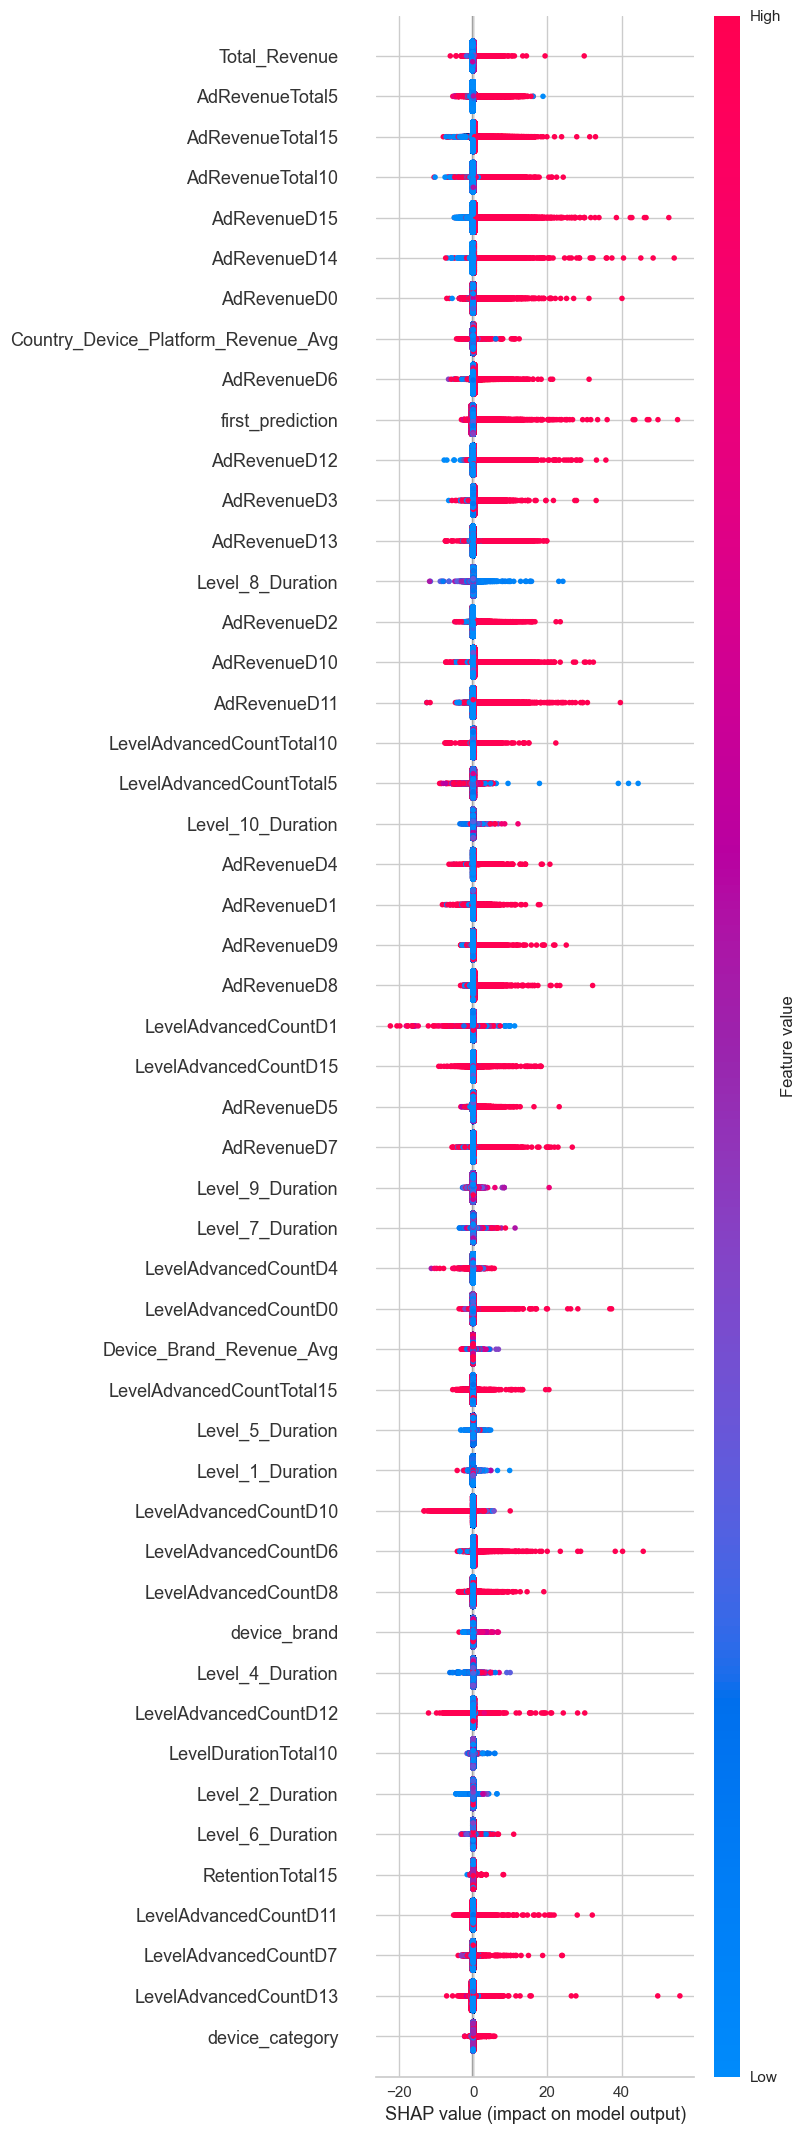 High
Total_Revenue
AdRevenueTotal5
AdRevenueTotal15
AdRevenueTotal10
AdRevenueD15
AdRevenueD14
AdRevenueD0
Country_Device_Platform_Revenue_Avg
AdRevenueD6
first_prediction
AdRevenueD12
AdRevenueD3
AdRevenueD13
Level_8_Duration
AdRevenueD2
AdRevenueD10
AdRevenueD11
LevelAdvancedCountTotal10
LevelAdvancedCountTotal5
Level_10_Duration
AdRevenueD4
AdRevenueD1
AdRevenueD9
AdRevenueD8
LevelAdvancedCountD1
LevelAdvancedCountD15
AdRevenueD5
AdRevenueD7
Level_9_Duration
Level_7_Duration
LevelAdvancedCountD4
LevelAdvancedCountD0
Device_Brand_Revenue_Avg
LevelAdvancedCountTotal15
Level_5_Duration
Level_1_Duration
LevelAdvancedCountD10
LevelAdvancedCountD6
LevelAdvancedCountD8
device_brand
Level_4_Duration
LevelAdvancedCountD12
LevelDurationTotal10
Level_2_Duration
Level_6_Duration
RetentionTotal15
LevelAdvancedCountD11
LevelAdvancedCountD7
LevelAdvancedCountD13
device_category
Feature value
Low
−20 0 20 40
SHAP value (impact on model output)